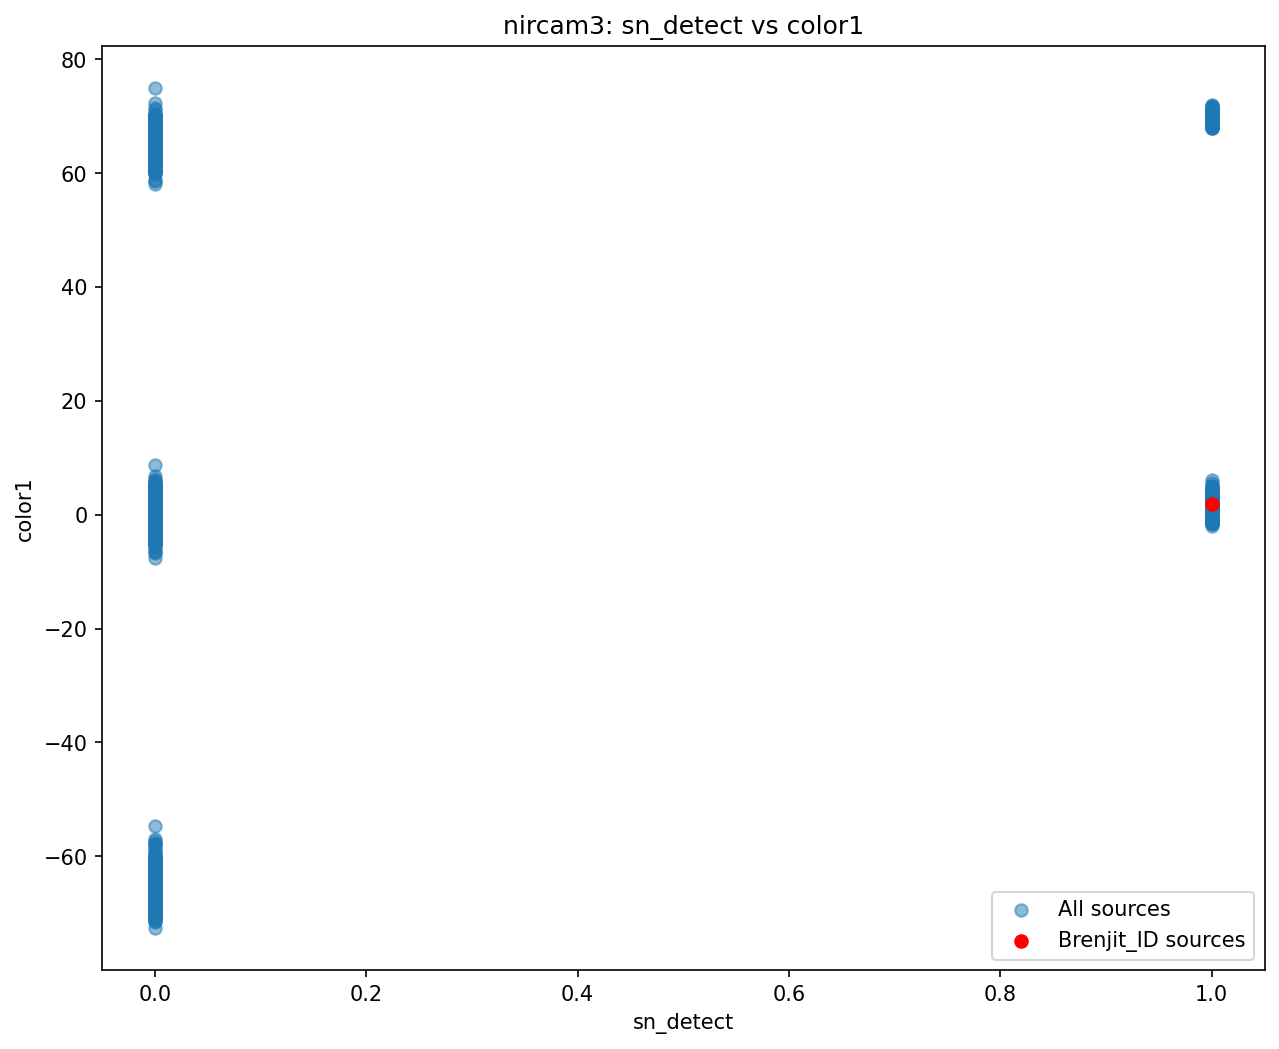 nircam3: sn_detect vs color1
80
60
40
20
0
−20
−40
−60
color1
0.0 0.2 0.4 0.6 0.8 1.0
sn_detect
All sources
Brenjit_ID sources